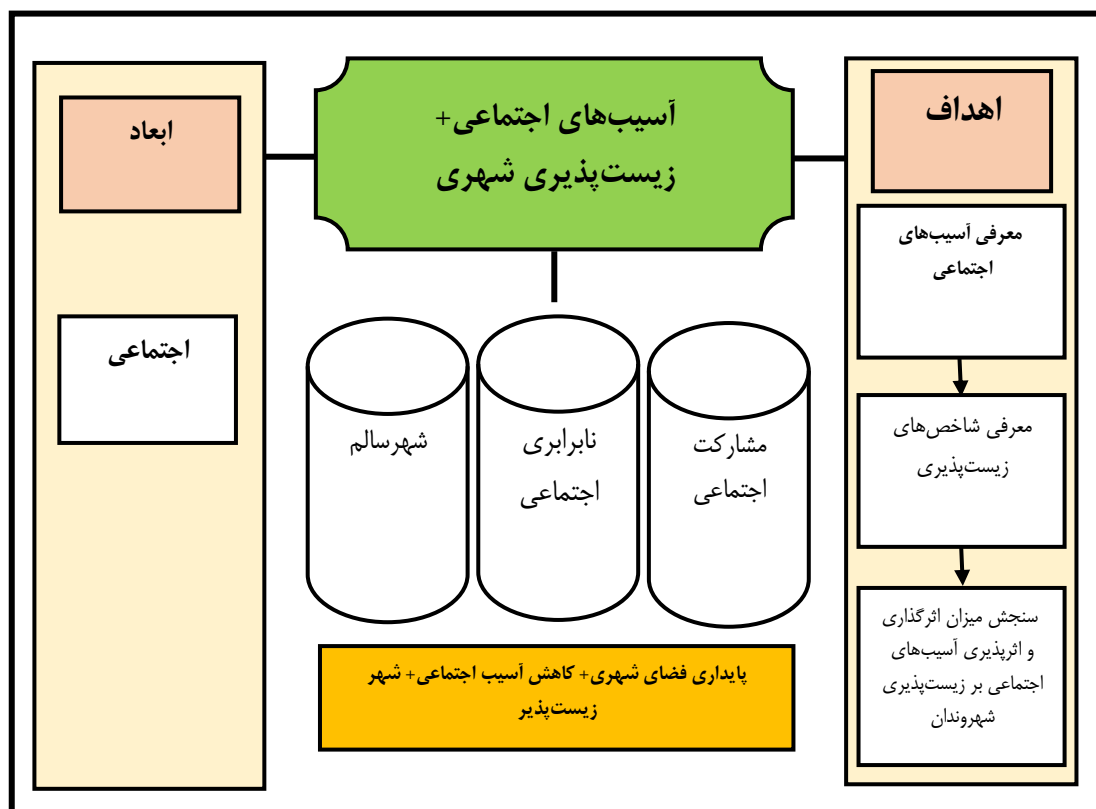 اهداف
معرفی آسیب‌های
اجتماعی
معرفی شاخص‌های
زیست‌پذیری
سنجش میزان اثرگذاری
و اثرپذیری آسیب‌های
اجتماعی بر زیست‌پذیری
شهروندان
آسیب‌های اجتماعی+
زیست‌پذیری شهری
مشارکت
اجتماعی
نابرابری
اجتماعی
شهرسالم
پایداری فضای شهری+ کاهش آسیب اجتماعی+ شهر
زیست‌پذیر
ابعاد
اجتماعی